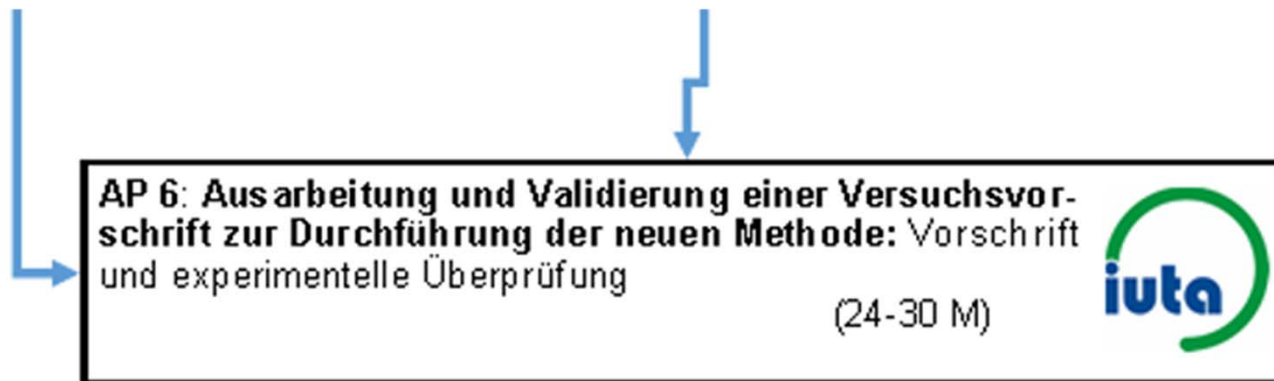 AP 6: Ausarbeitung und Validierung einer Versuchsvor-
schrift zur Durchführung der neuen Methode: Vorschrift
und experimentelle Überprüfung
(24-30 M)
iuta